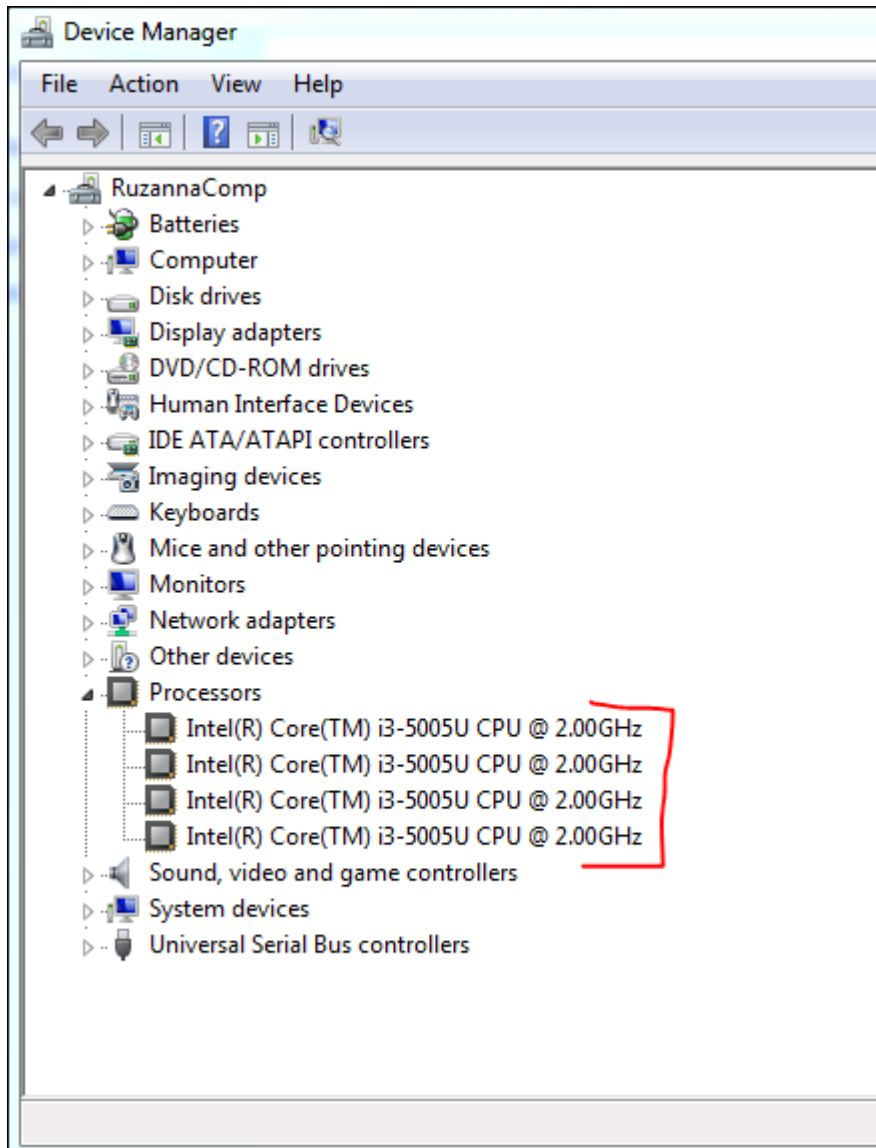 Device Manager
File Action View Help
RuzannaComp
Batteries
Computer
Disk drives
Display adapters
DVD/CD-ROM drives
Human Interface Devices
IDE ATA/ATAPI controllers
Imaging devices
Keyboards
Mice and other pointing devices
Monitors
Network adapters
Other devices
Processors
Intel(R) Core(TM) i3-5005U CPU @ 2.00GHz
Intel(R) Core(TM) i3-5005U CPU @ 2.00GHz
Intel(R) Core(TM) i3-5005U CPU @ 2.00GHz
Intel(R) Core(TM) i3-5005U CPU @ 2.00GHz
Sound, video and game controllers
System devices
Universal Serial Bus controllers